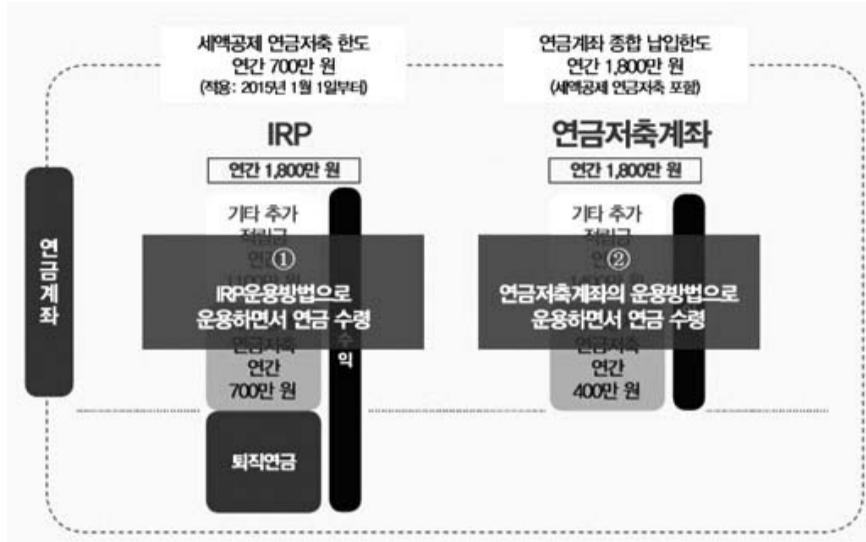 세액공제 연금저축 한도
연간 700만 원
(적용: 2015년 1월 1일부터)
연금계좌 종합 납입한도
연간 1,800만 원
(세액공제 연금저축 포함)
IRP
연금저축계좌
연간 1,800만 원
연간 1,800만 원
연금계좌
기타 추가
적립금
①
IRP운용방법으로
운용하면서 연금 수령
연금저축
연간
700만 원
수익
퇴직연금
기타 추가
②
연금저축계좌의 운용방법으로
운용하면서 연금 수령
연금저축
연간
400만 원